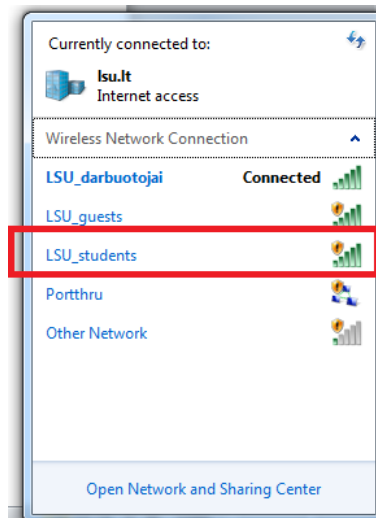 Currently connected to:
lsu.lt
Internet access
Wireless Network Connection
LSU_darbuotojai Connected
LSU_guests
LSU_students
Portthru
Other Network
Open Network and Sharing Center